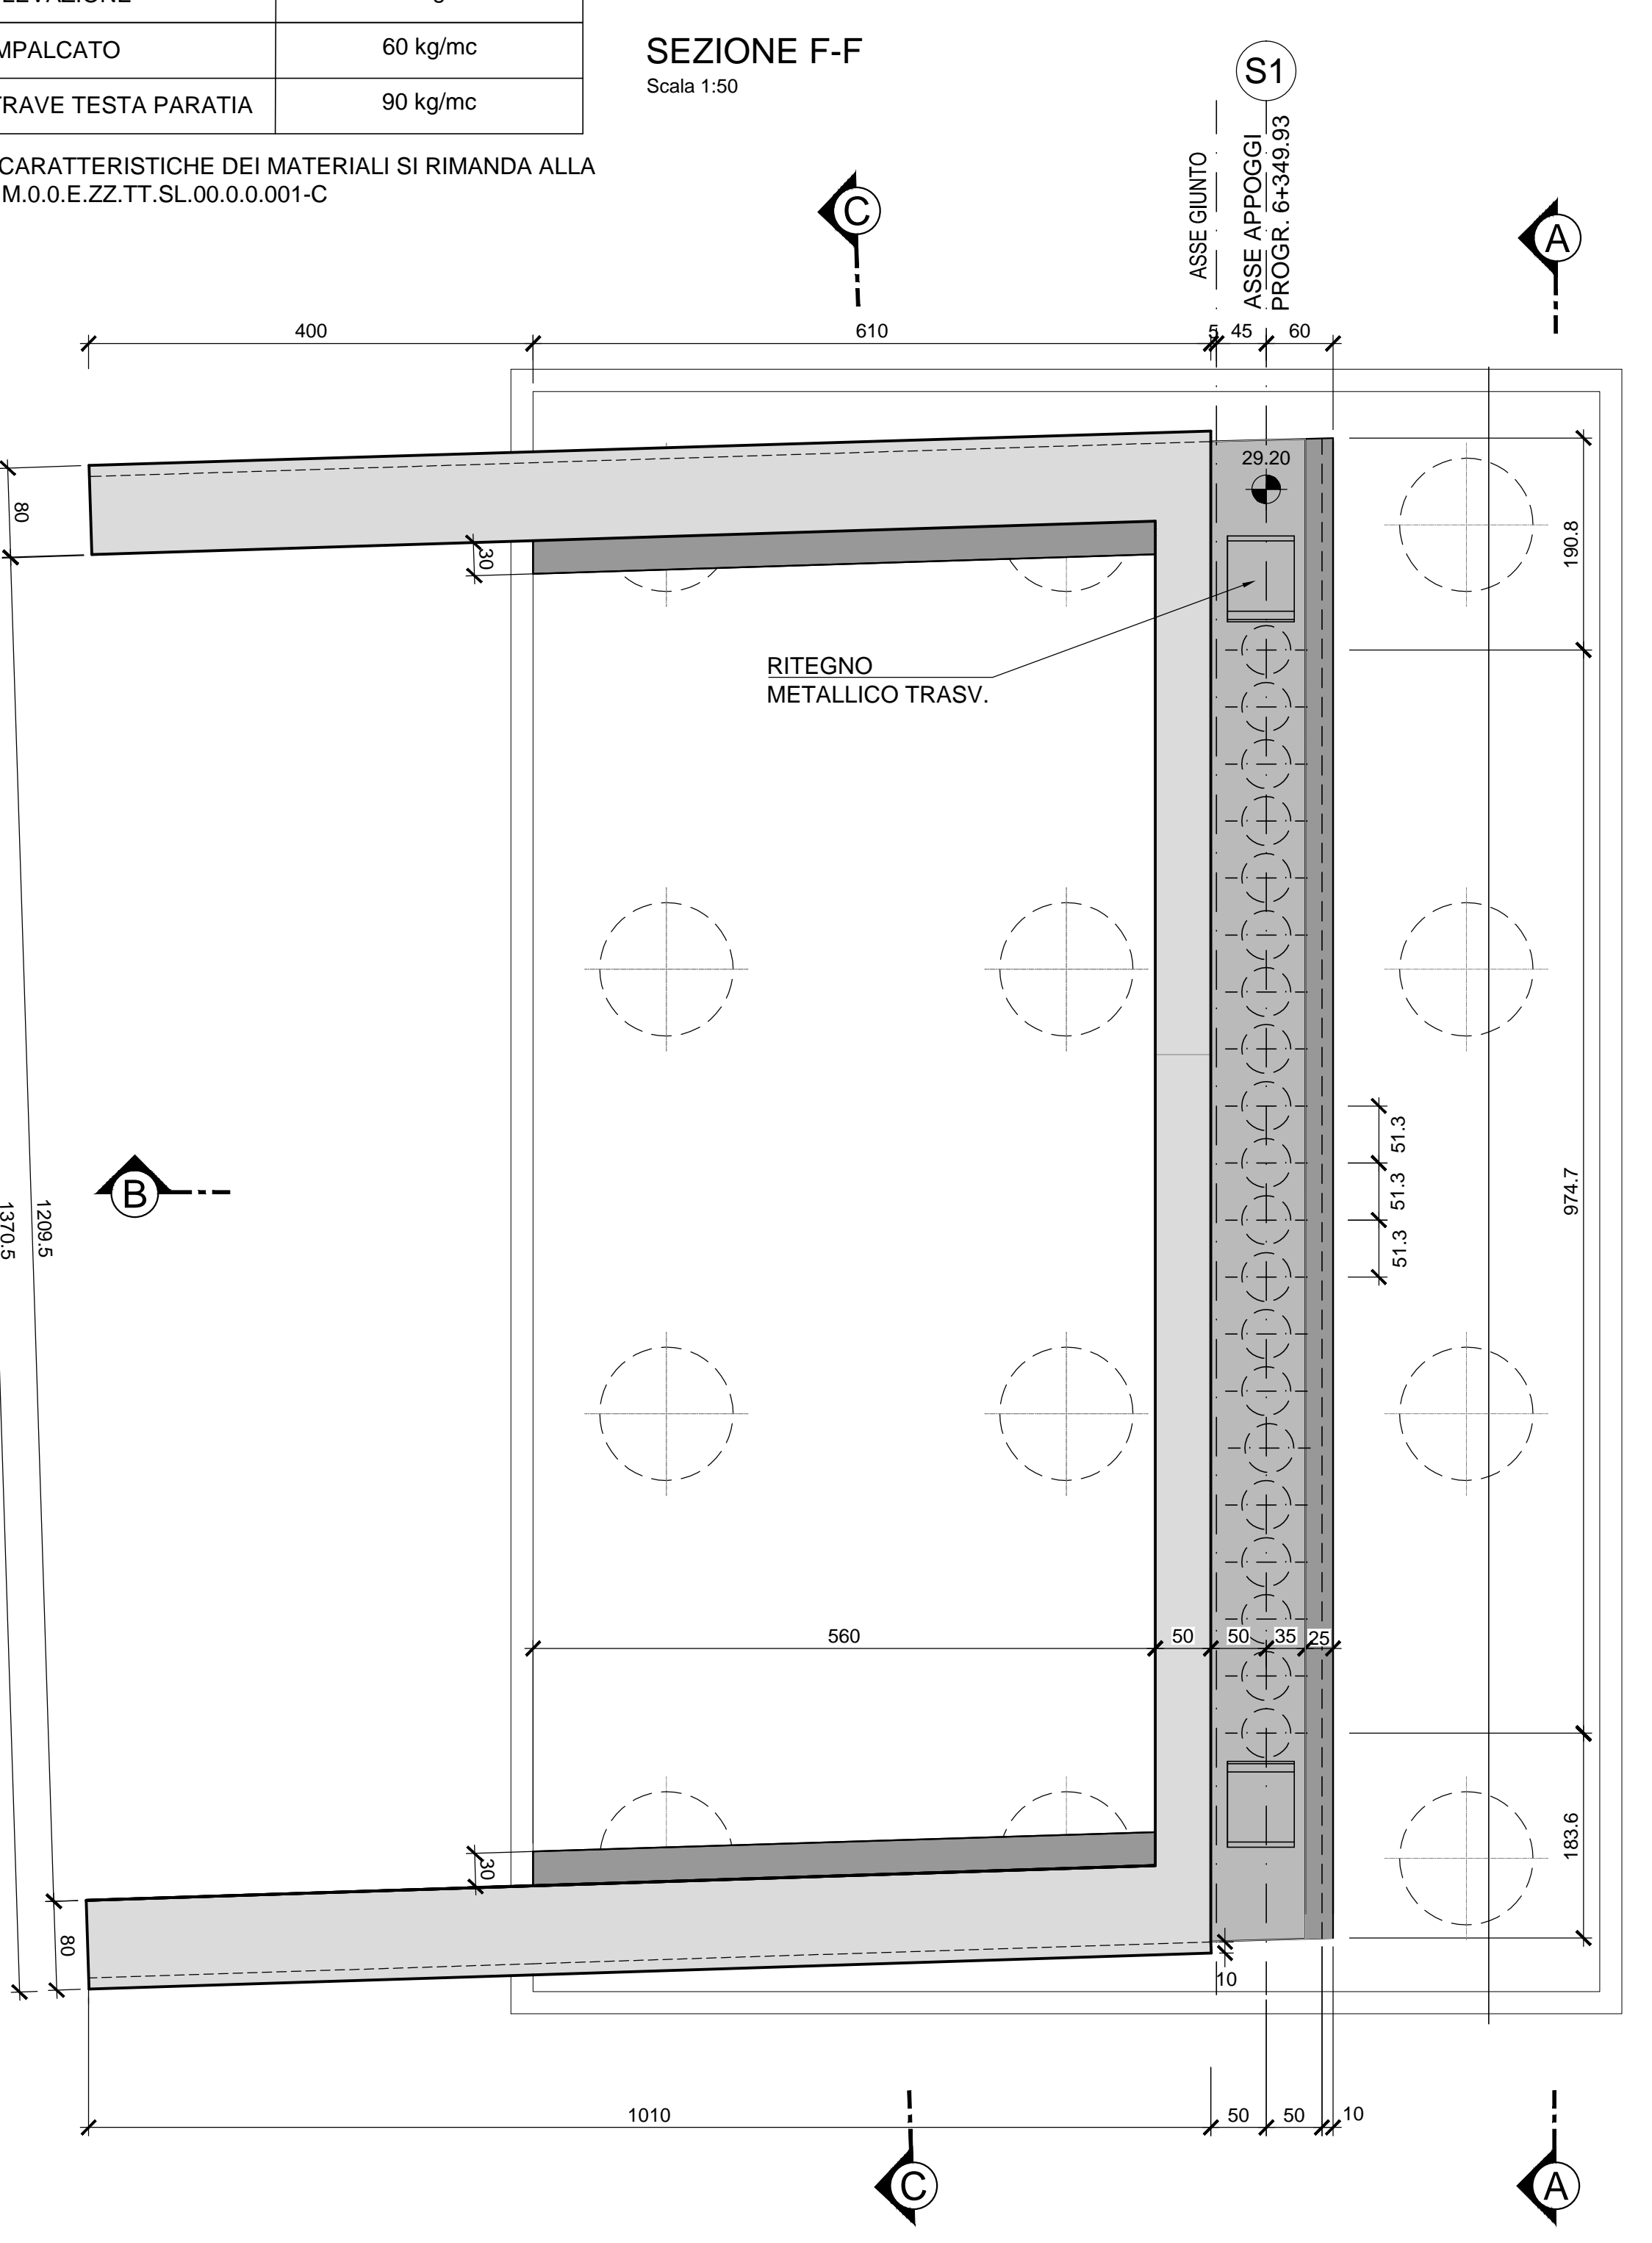 60 kg/mc
MPALCATO
TRAVE TESTA PARATIA
90 kg/mc
CARATTERISTICHE DEI MATERIALI SI RIMANDA ALLA
M.0.0.E.ZZ.TT.SL.00.0.0.001-C
SEZIONE F-F
Scala 1:50
S1
ASSE GIUNTO
ASSE APPOGGI
PROGR. 6+349.93
C
A
400
610
5
45
60
29.20
80
30
190.8
RITEGNO
METALLICO TRASV.
51.3
51.3
51.3
974.7
B
1209.5
1370.5
560
50
50
35
25
30
183.6
80
10
1010
50
50
10
C
A